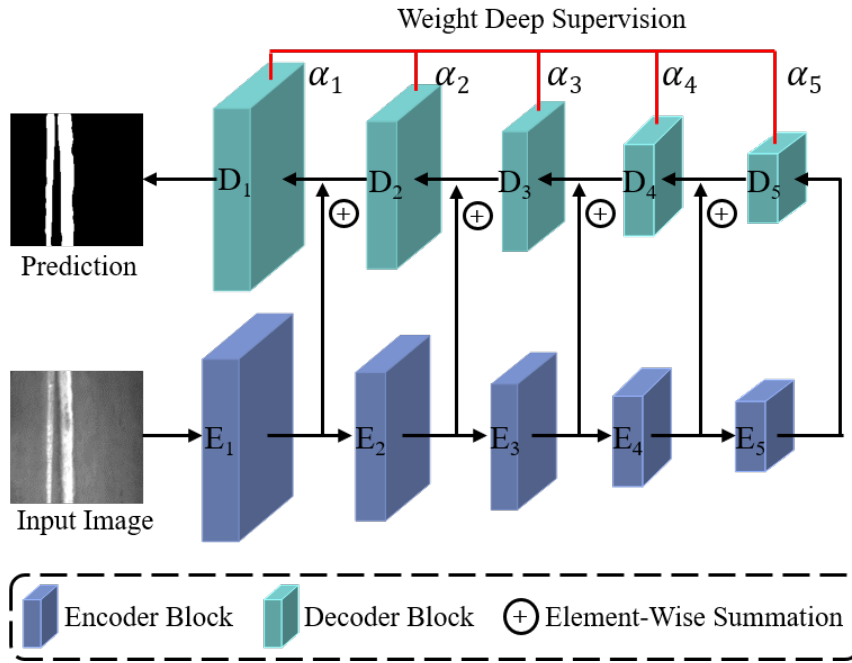 Weight Deep Supervision
α₁ α₂ α₃ α₄ α₅
D₁ D₂ D₃ D₄ D₅
+ + + +
Prediction
E₁ E₂ E₃ E₄ E₅
Input Image
Encoder Block Decoder Block + Element-Wise Summation